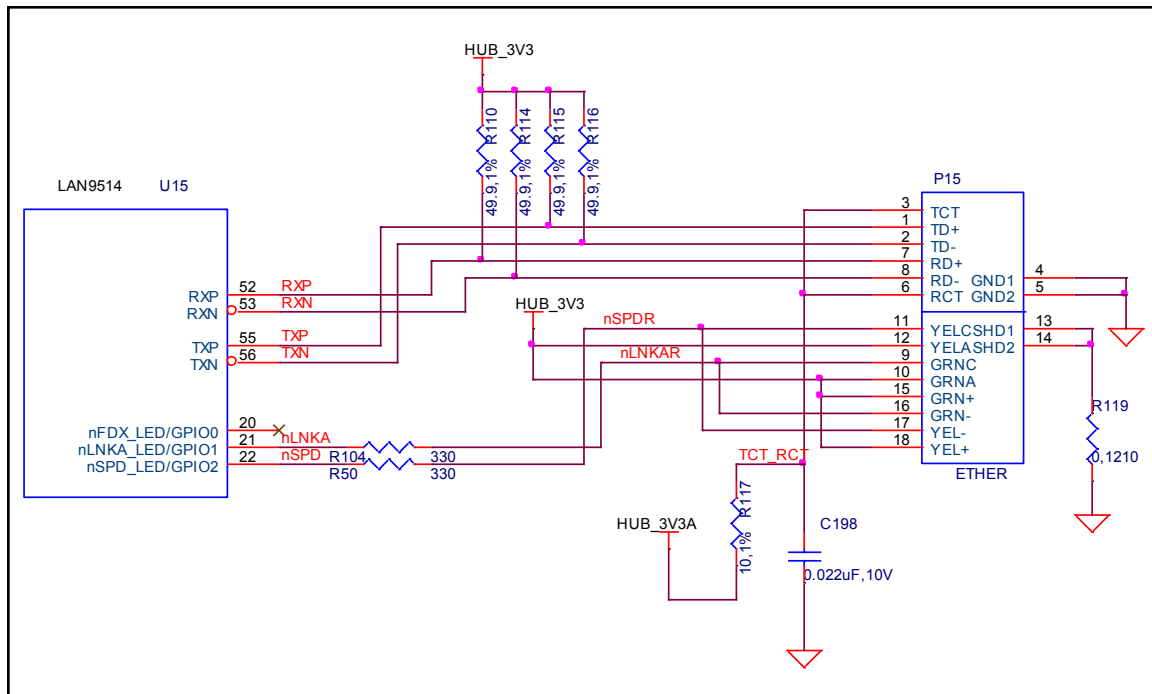 HUB_3V3
R110
R114
R115
R116
49.9,1%
49.9,1%
49.9,1%
49.9,1%
LAN9514 U15
P15
3 TCT
1 TD+
2 TD-
7 RD+
8 RD- GND1 4
6 RCT GND2 5
RXP 52 RXP
RXN 53 RXN
TXP 55 TXP
TXN 56 TXN
HUB_3V3
nSPDR
nLNKAR
11 YELC SHD1 13
12 YELA SHD2 14
9 GRNC
10 GRNA
15 GRN+
16 GRN-
17 YEL-
18 YEL+
ETHER
R119
0,1210
nFDX_LED/GPIO0 20
nLNKA_LED/GPIO1 21 nLNKA
nSPD_LED/GPIO2 22 nSPD
R104 330
R50 330
TCT_RCT
R117
10,1%
HUB_3V3A
C198
0.022uF,10V